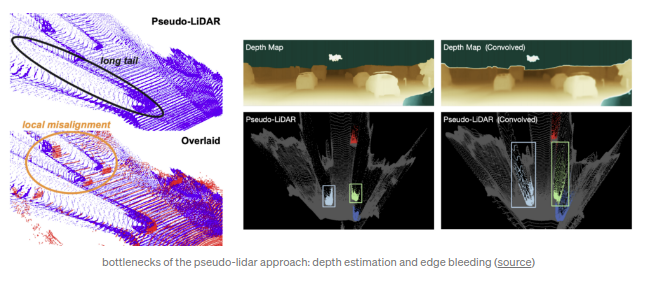 Pseudo-LiDAR
long tail
local misalignment
Overlaid
Depth Map
Depth Map (Convolved)
Pseudo-LiDAR
Pseudo-LiDAR (Convolved)
bottlenecks of the pseudo-lidar approach: depth estimation and edge bleeding (source)